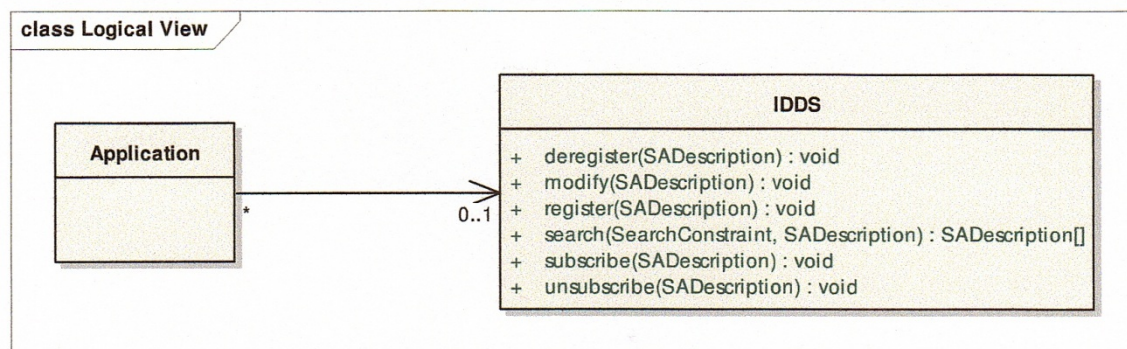 class Logical View
Application
*
0..1
IDDS
+ deregister(SADescription) : void
+ modify(SADescription) : void
+ register(SADescription) : void
+ search(SearchConstraint, SADescription) : SADescription[]
+ subscribe(SADescription) : void
+ unsubscribe(SADescription) : void